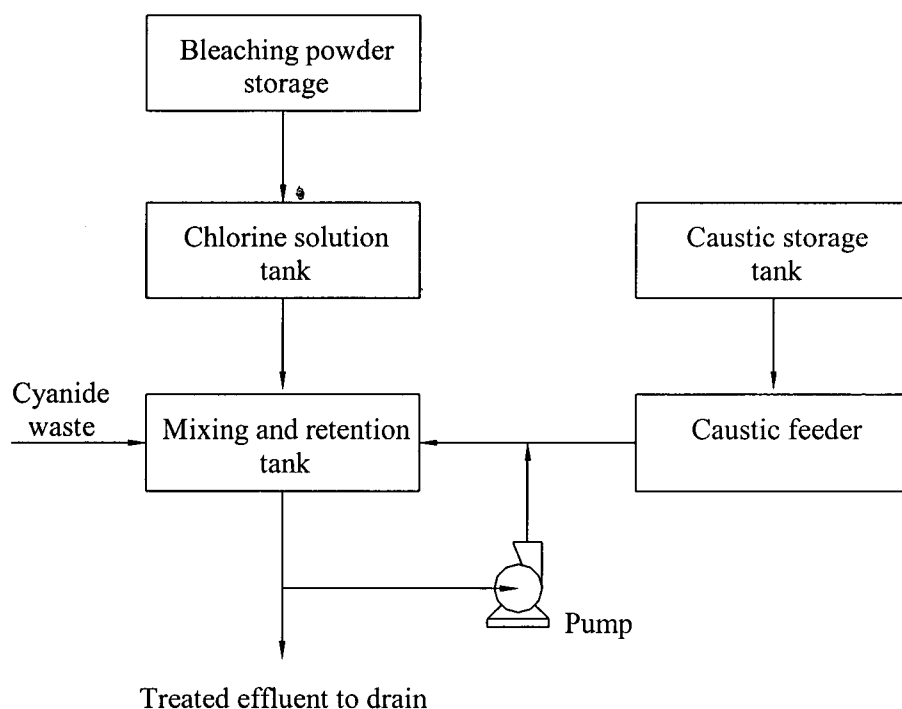 Bleaching powder
storage
Chlorine solution
tank
Caustic storage
tank
Cyanide
waste
Mixing and retention
tank
Caustic feeder
Pump
Treated effluent to drain